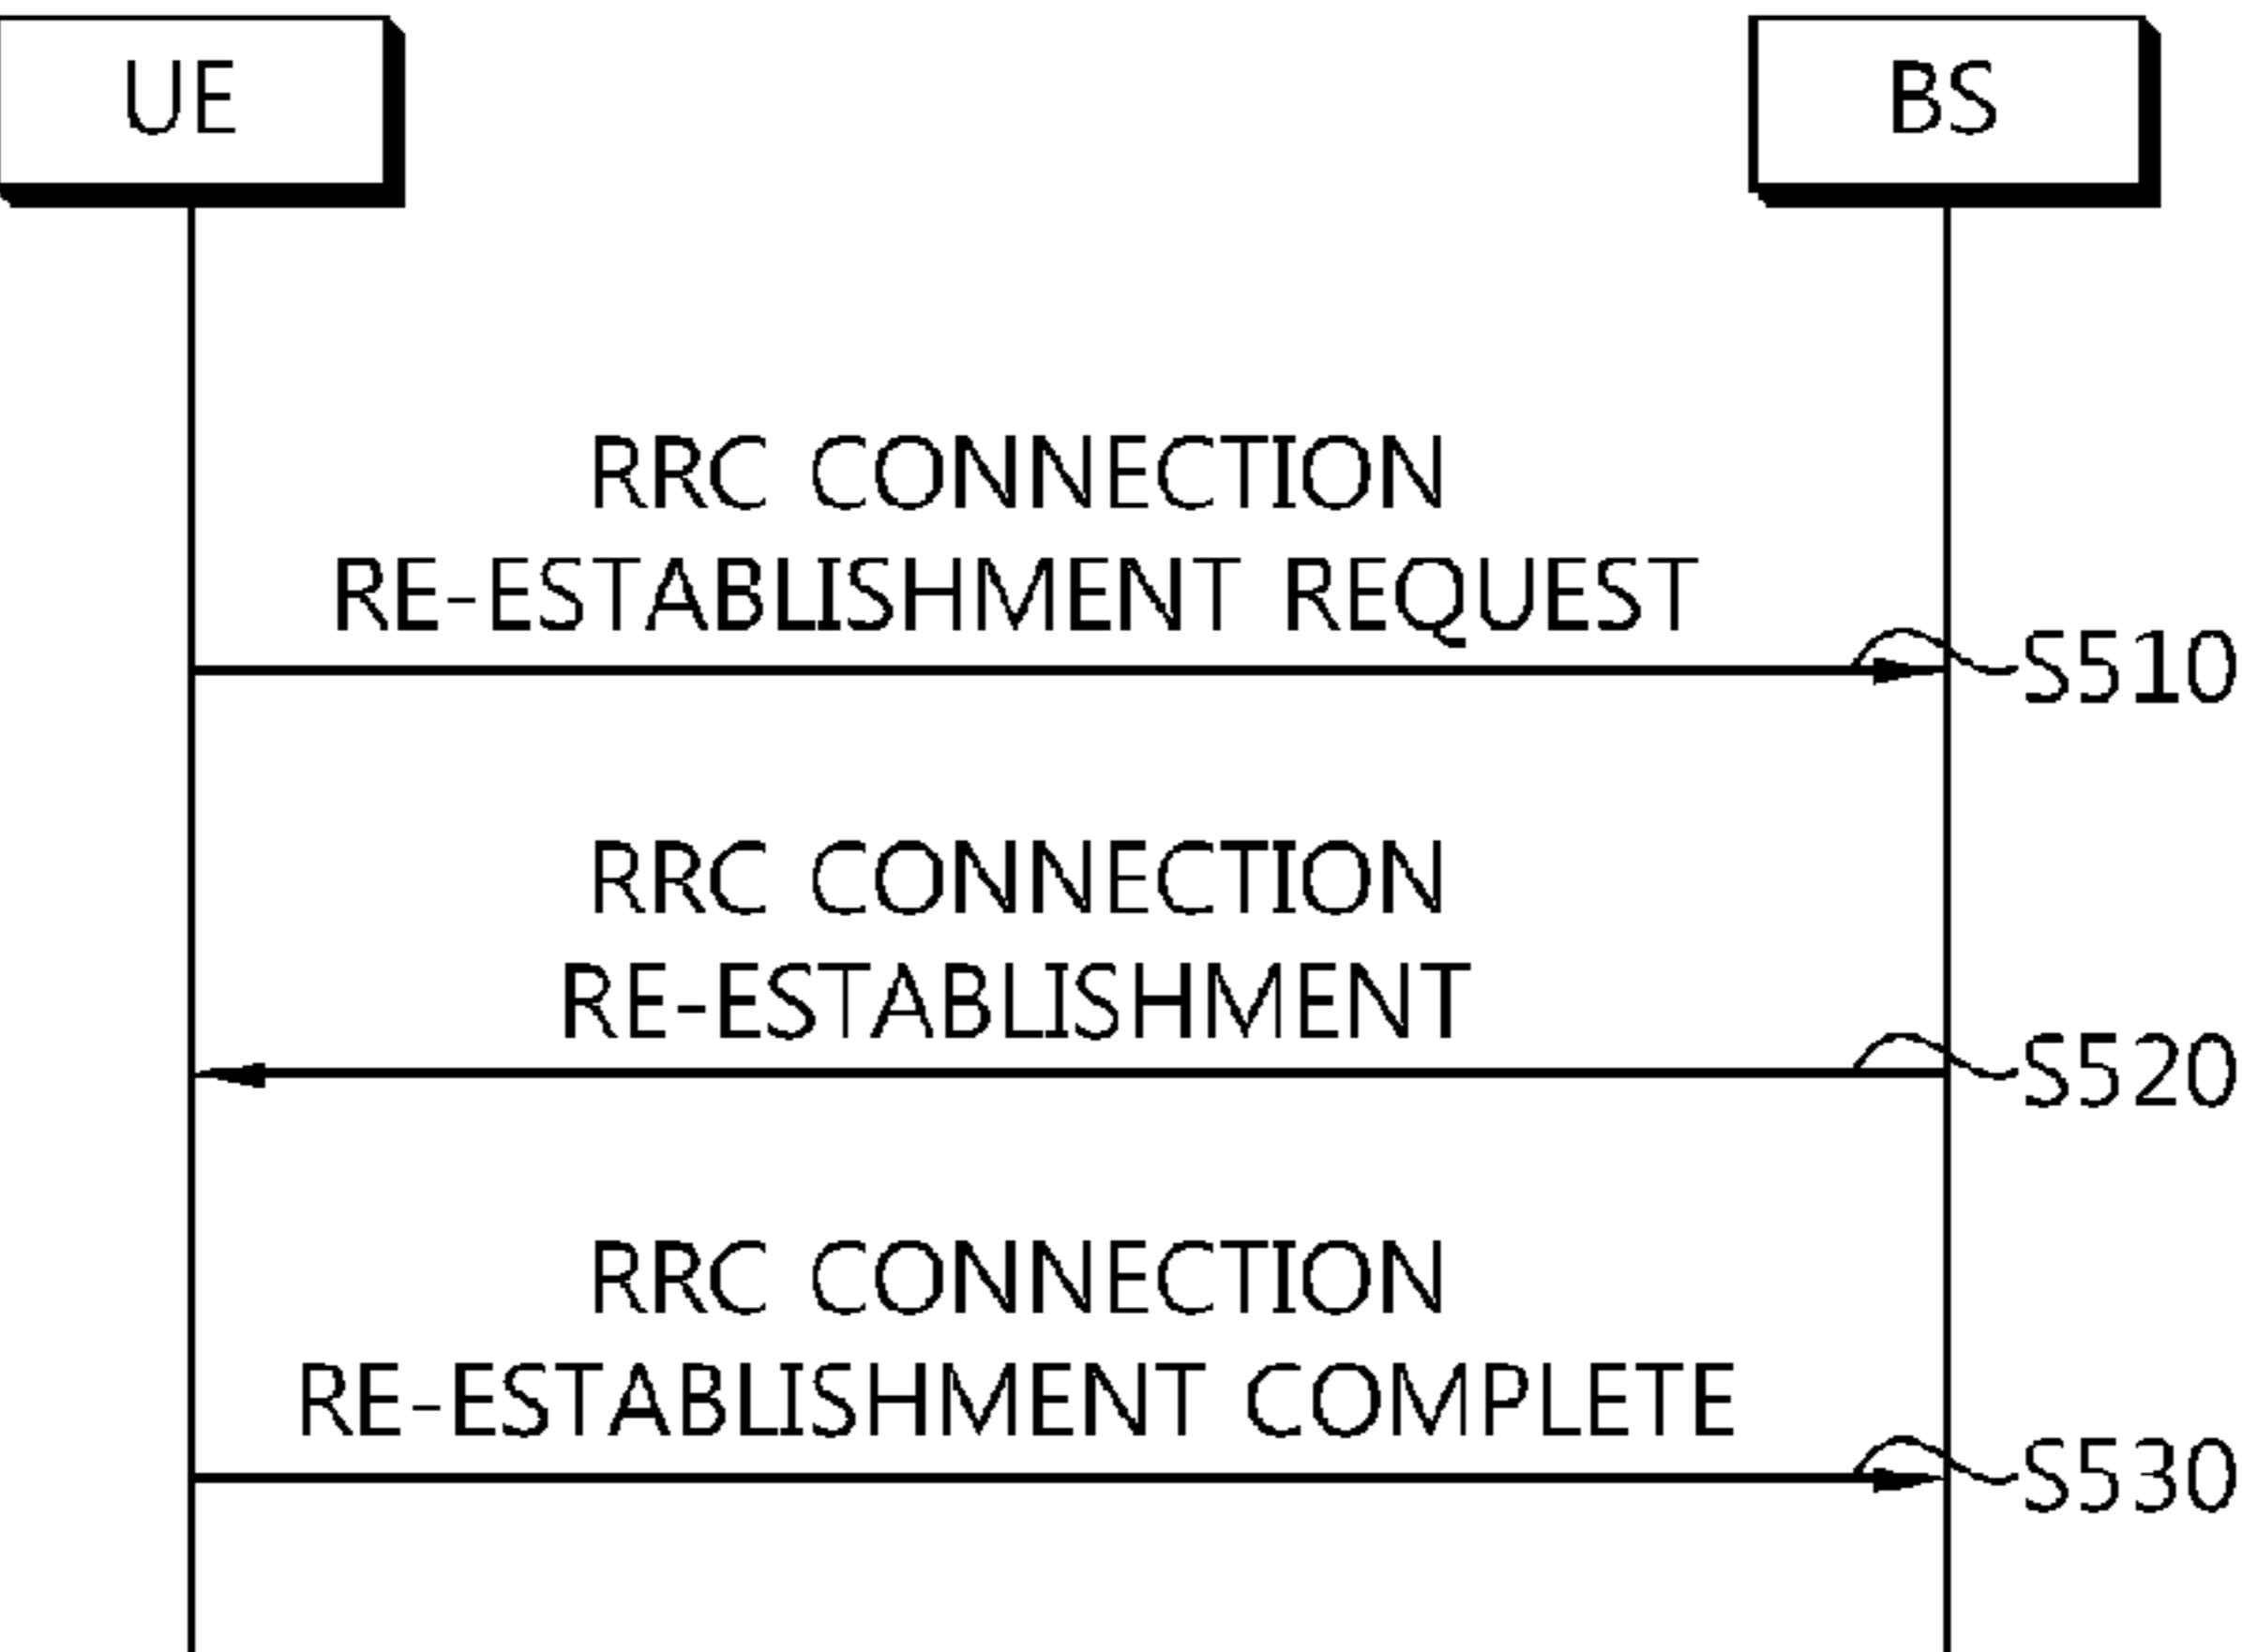 UE
BS
RRC CONNECTION
RE-ESTABLISHMENT REQUEST
S510
RRC CONNECTION
RE-ESTABLISHMENT
S520
RRC CONNECTION
RE-ESTABLISHMENT COMPLETE
S530